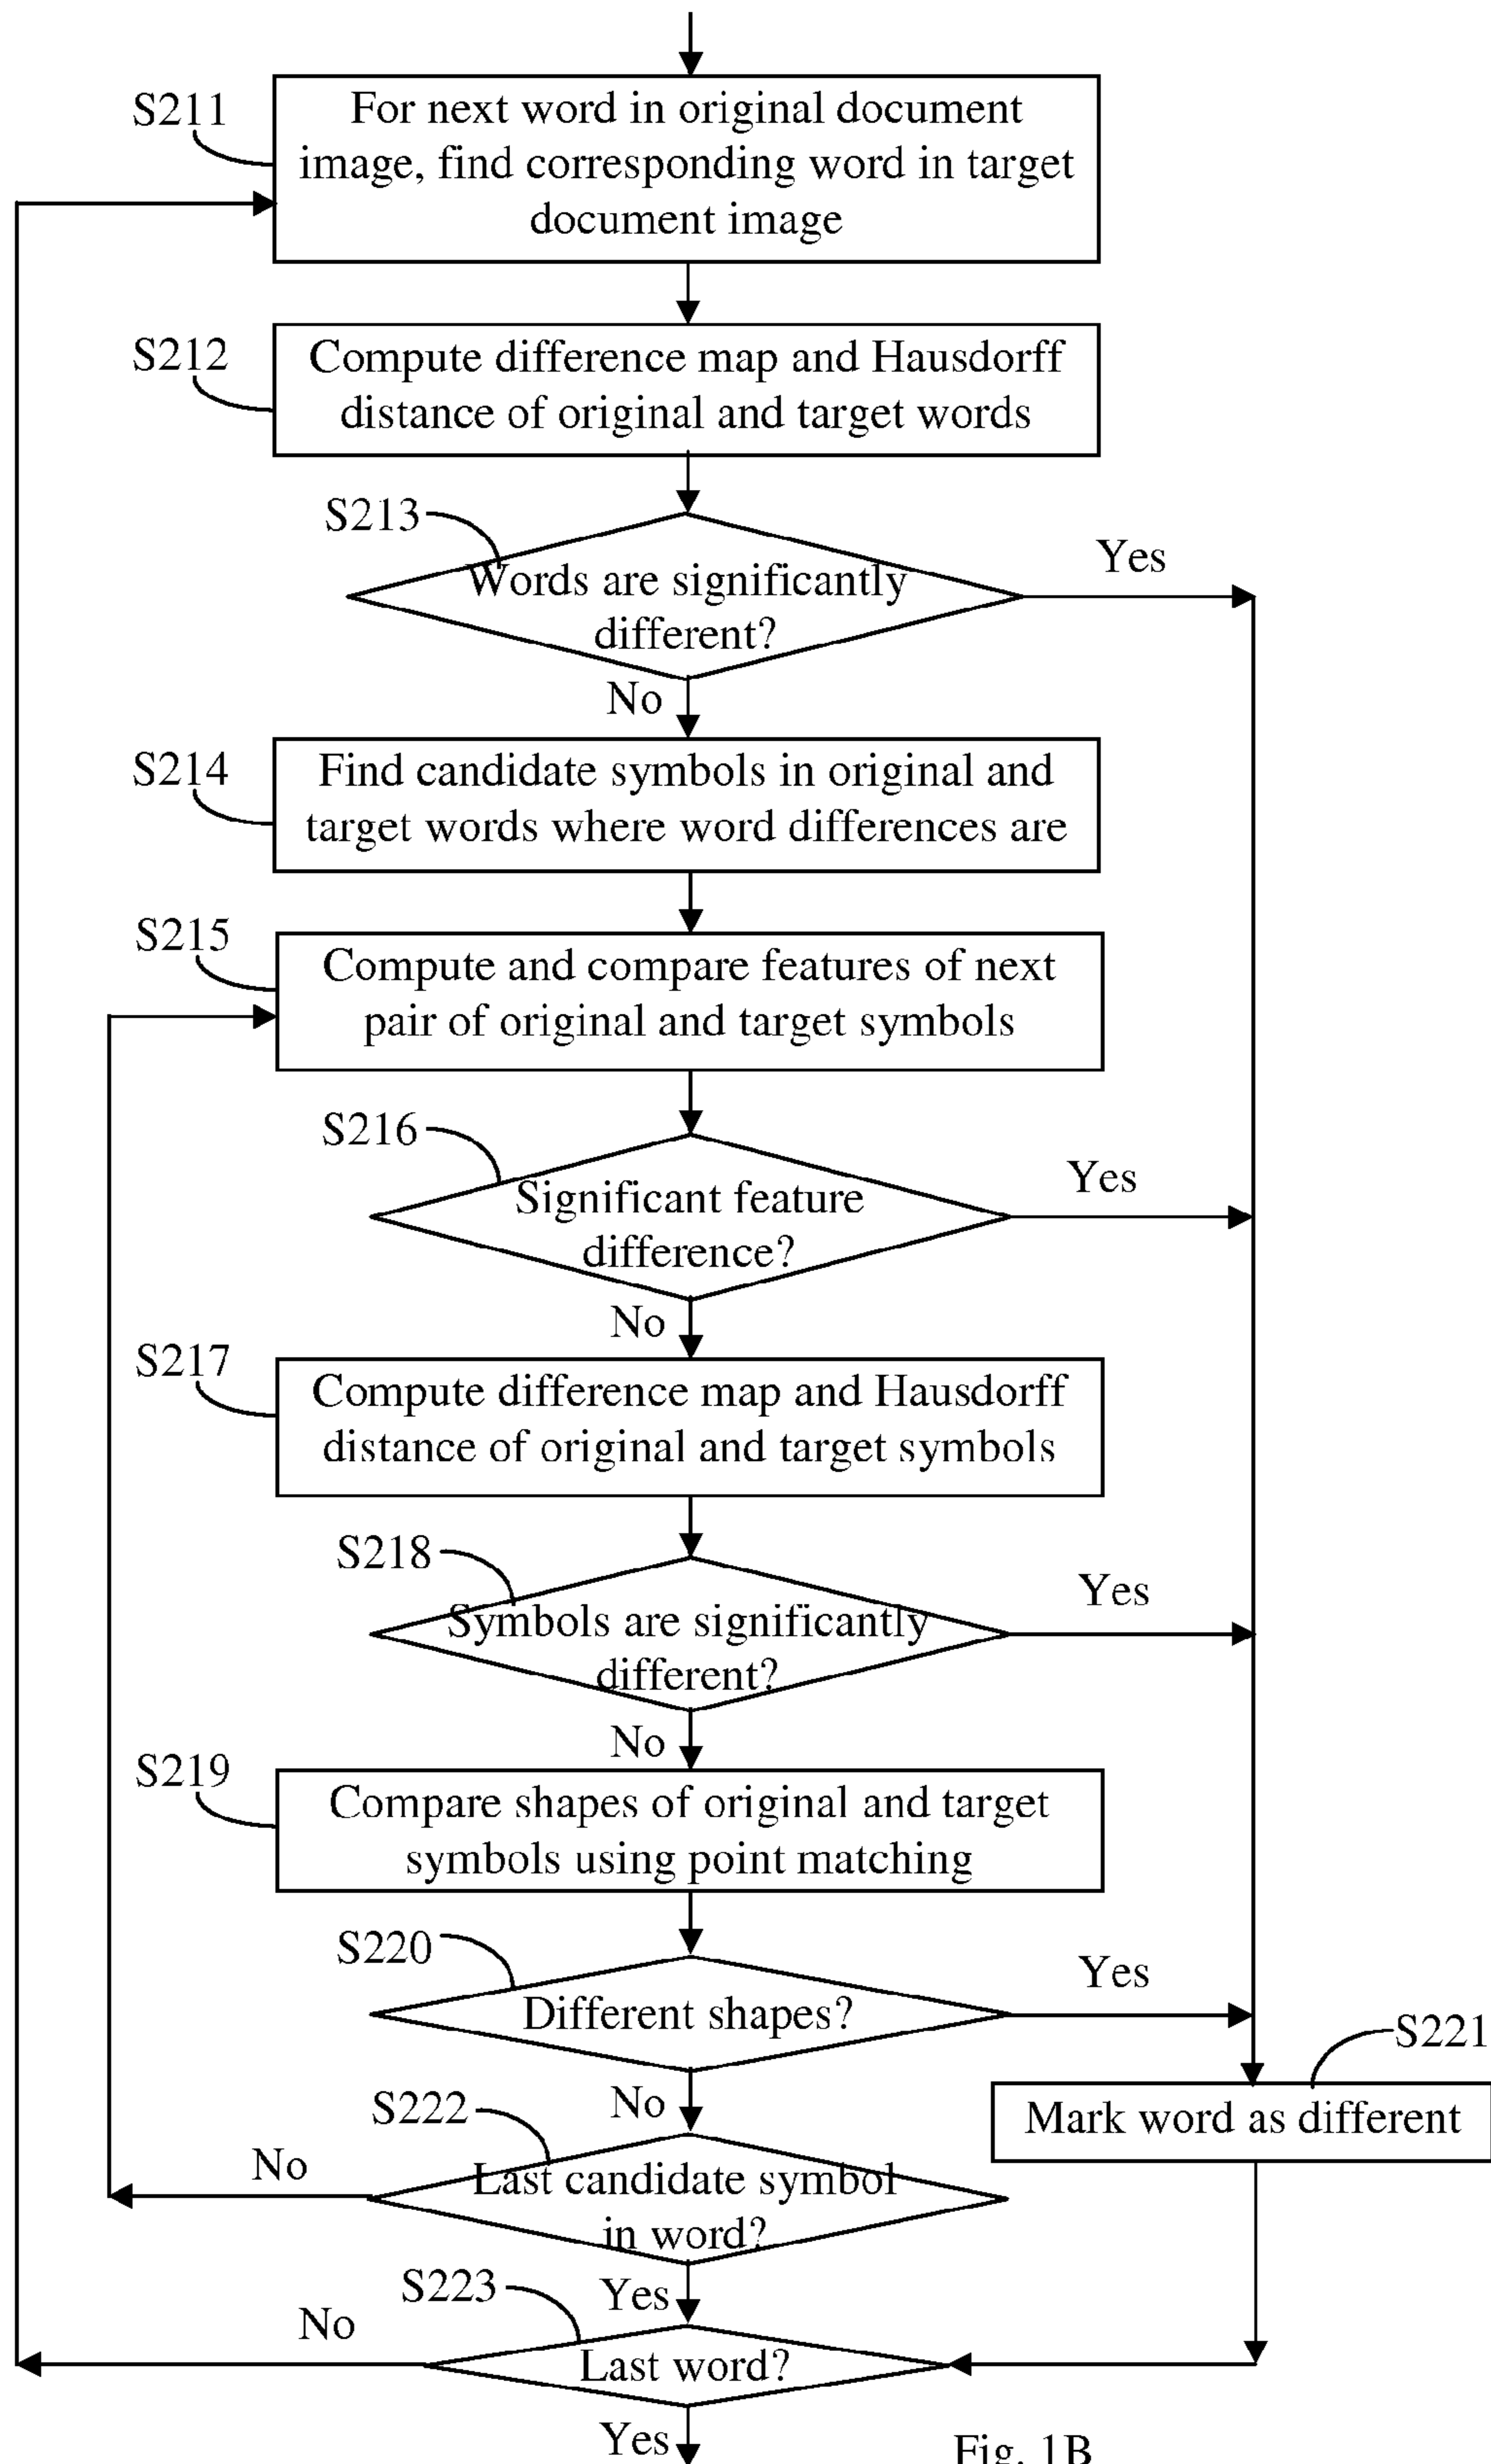 S211
For next word in original document
image, find corresponding word in target
document image
S212
Compute difference map and Hausdorff
distance of original and target words
S213
Words are significantly
different?
Yes
No
S214
Find candidate symbols in original and
target words where word differences are
S215
Compute and compare features of next
pair of original and target symbols
S216
Significant feature
difference?
Yes
No
S217
Compute difference map and Hausdorff
distance of original and target symbols
S218
Symbols are significantly
different?
Yes
No
S219
Compare shapes of original and target
symbols using point matching
S220
Different shapes?
Yes
No
S221
Mark word as different
S222
Last candidate symbol
in word?
No
Yes
S223
Last word?
No
Yes
Fig. 1B